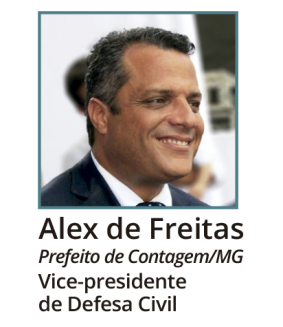 Alex de Freitas
Prefeito de Contagem/MG
Vice-presidente
de Defesa Civil